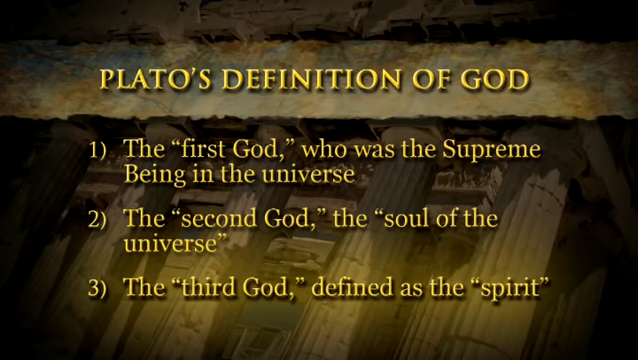 PLATO'S DEFINITION OF GOD
1) The “first God,” who was the Supreme
Being in the universe
2) The “second God,” the “soul of the
universe”
3) The “third God,” defined as the “spirit”